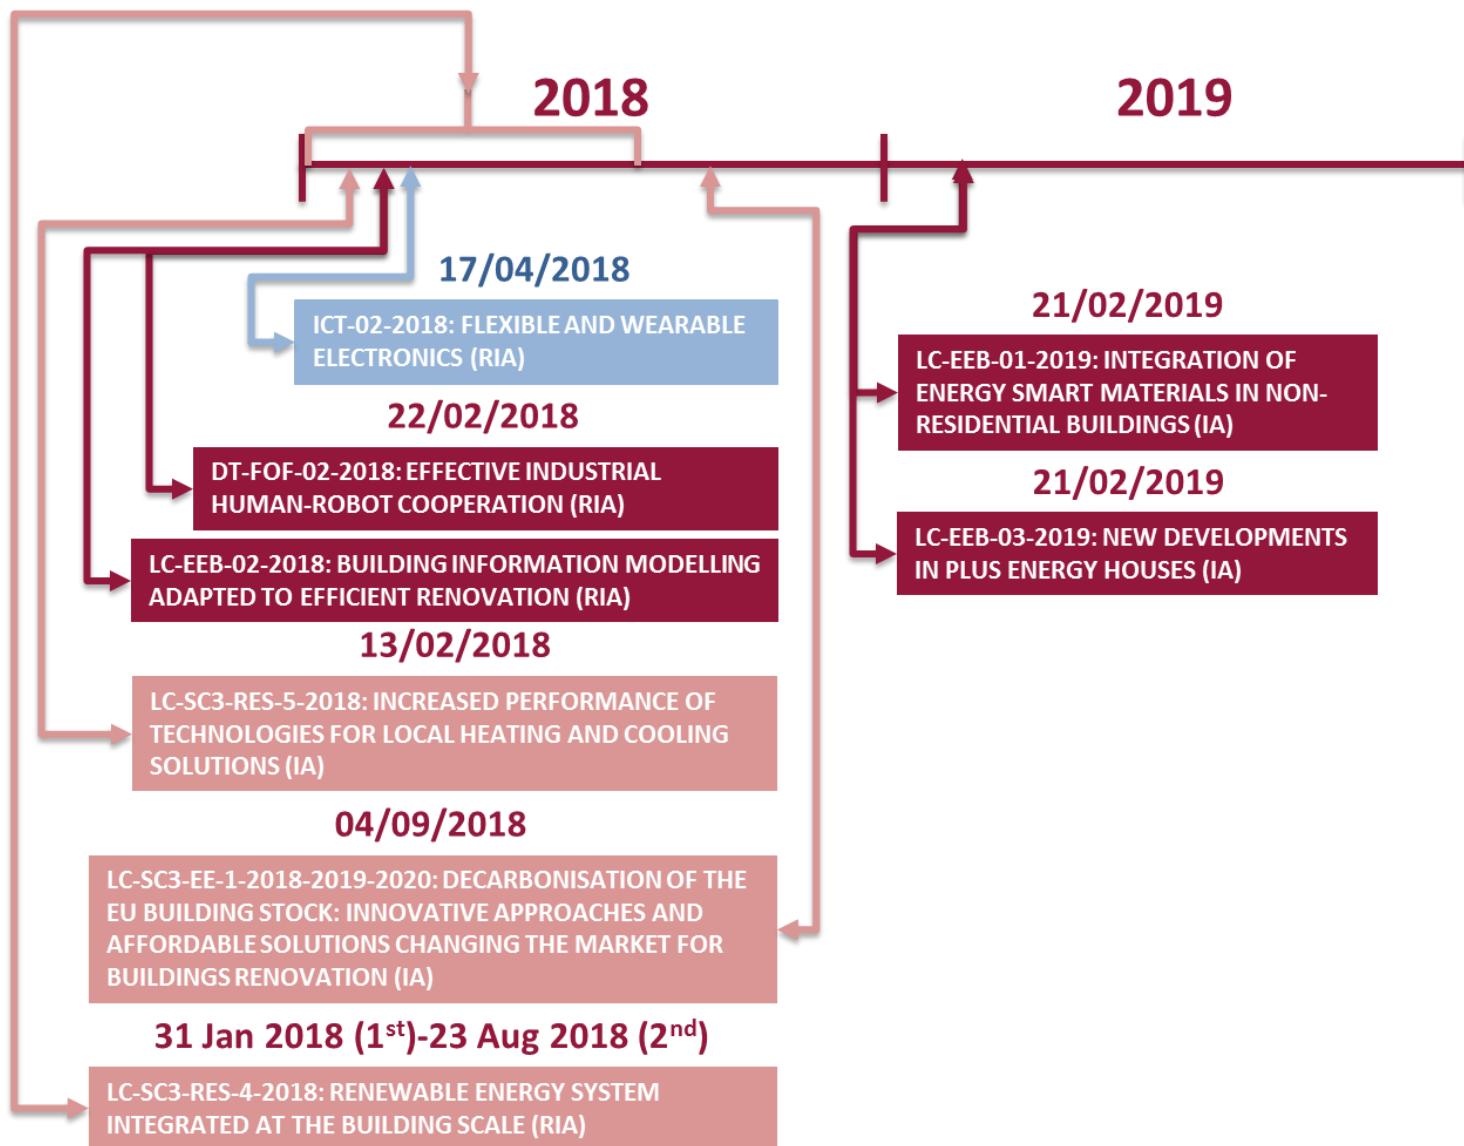 2018
2019
17/04/2018
ICT-02-2018: FLEXIBLE AND WEARABLE
ELECTRONICS (RIA)
22/02/2018
DT-FOF-02-2018: EFFECTIVE INDUSTRIAL
HUMAN-ROBOT COOPERATION (RIA)
LC-EEB-02-2018: BUILDING INFORMATION MODELLING
ADAPTED TO EFFICIENT RENOVATION (RIA)
13/02/2018
LC-SC3-RES-5-2018: INCREASED PERFORMANCE OF
TECHNOLOGIES FOR LOCAL HEATING AND COOLING
SOLUTIONS (IA)
04/09/2018
LC-SC3-EE-1-2018-2019-2020: DECARBONISATION OF THE
EU BUILDING STOCK: INNOVATIVE APPROACHES AND
AFFORDABLE SOLUTIONS CHANGING THE MARKET FOR
BUILDINGS RENOVATION (IA)
31 Jan 2018 (1st)-23 Aug 2018 (2nd)
LC-SC3-RES-4-2018: RENEWABLE ENERGY SYSTEM
INTEGRATED AT THE BUILDING SCALE (RIA)
21/02/2019
LC-EEB-01-2019: INTEGRATION OF
ENERGY SMART MATERIALS IN NON-
RESIDENTIAL BUILDINGS (IA)
21/02/2019
LC-EEB-03-2019: NEW DEVELOPMENTS
IN PLUS ENERGY HOUSES (IA)